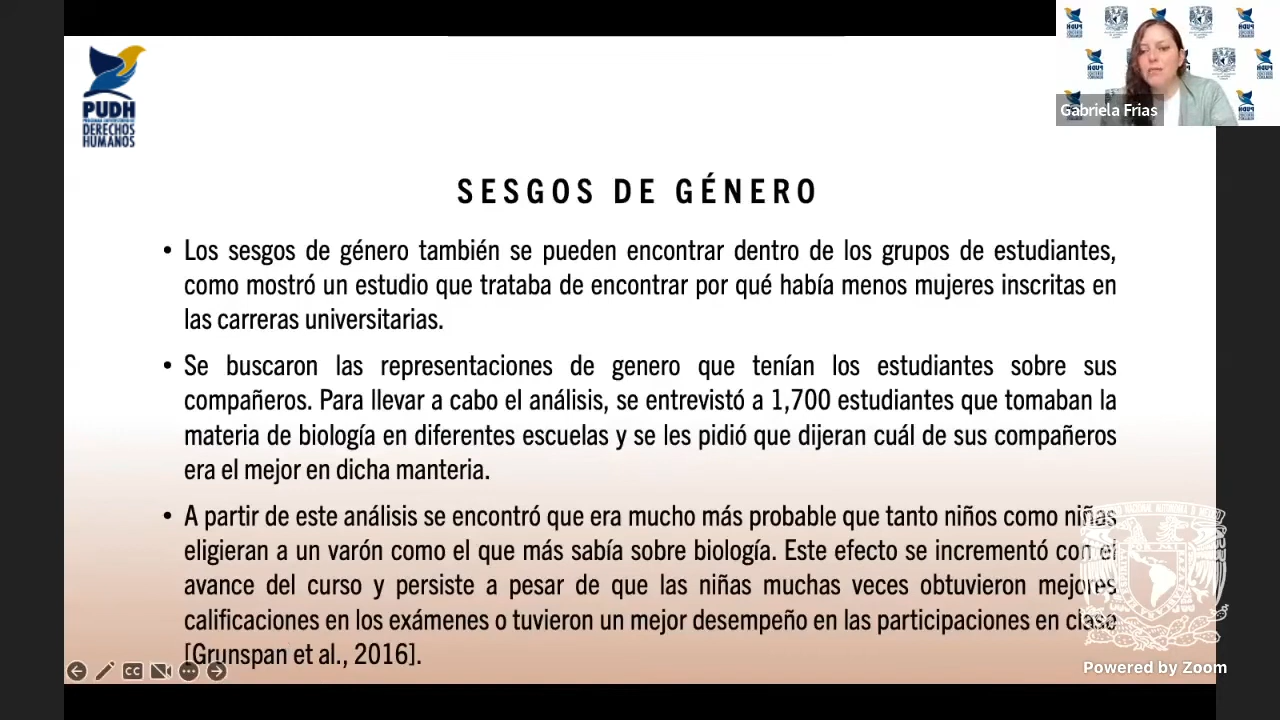 PUDH
DERECHOS
HUMANOS
Gabriela Frías
SESGOS DE GÉNERO
• Los sesgos de género también se pueden encontrar dentro de los grupos de estudiantes,
como mostró un estudio que trataba de encontrar por qué había menos mujeres inscritas en
las carreras universitarias.
• Se buscaron las representaciones de genero que tenían los estudiantes sobre sus
compañeros. Para llevar a cabo el análisis, se entrevistó a 1,700 estudiantes que tomaban la
materia de biología en diferentes escuelas y se les pidió que dijeran cuál de sus compañeros
era el mejor en dicha manteria.
• A partir de este análisis se encontró que era mucho más probable que tanto niños como niñas
eligieran a un varón como el que más sabía sobre biología. Este efecto se incrementó con el
avance del curso y persiste a pesar de que las niñas muchas veces obtuvieron mejores
calificaciones en los exámenes o tuvieron un mejor desempeño en las participaciones en clase
[Grunspan et al., 2016].
CC
Powered by Zoom